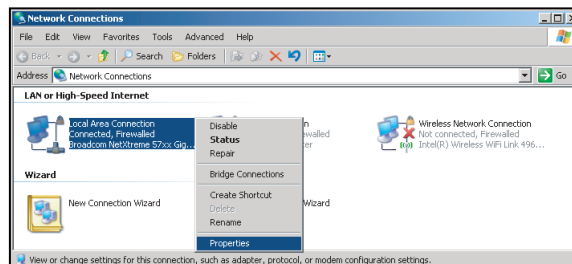 Network Connections
File Edit View Favorites Tools Advanced Help
Back Search Folders
Address Network Connections Go
LAN or High-Speed Internet
Local Area Connection
Connected, Firewalled
Broadcom NetXtreme 57xx Gig...
Wireless Network Connection
Not connected, Firewalled
Intel(R) Wireless WiFi Link 496...
Disable
Status
Repair
Bridge Connections
Create Shortcut
Delete
Rename
Properties
Wizard
New Connection Wizard
Wizard
View or change settings for this connection, such as adapter, protocol, or modem configuration settings.